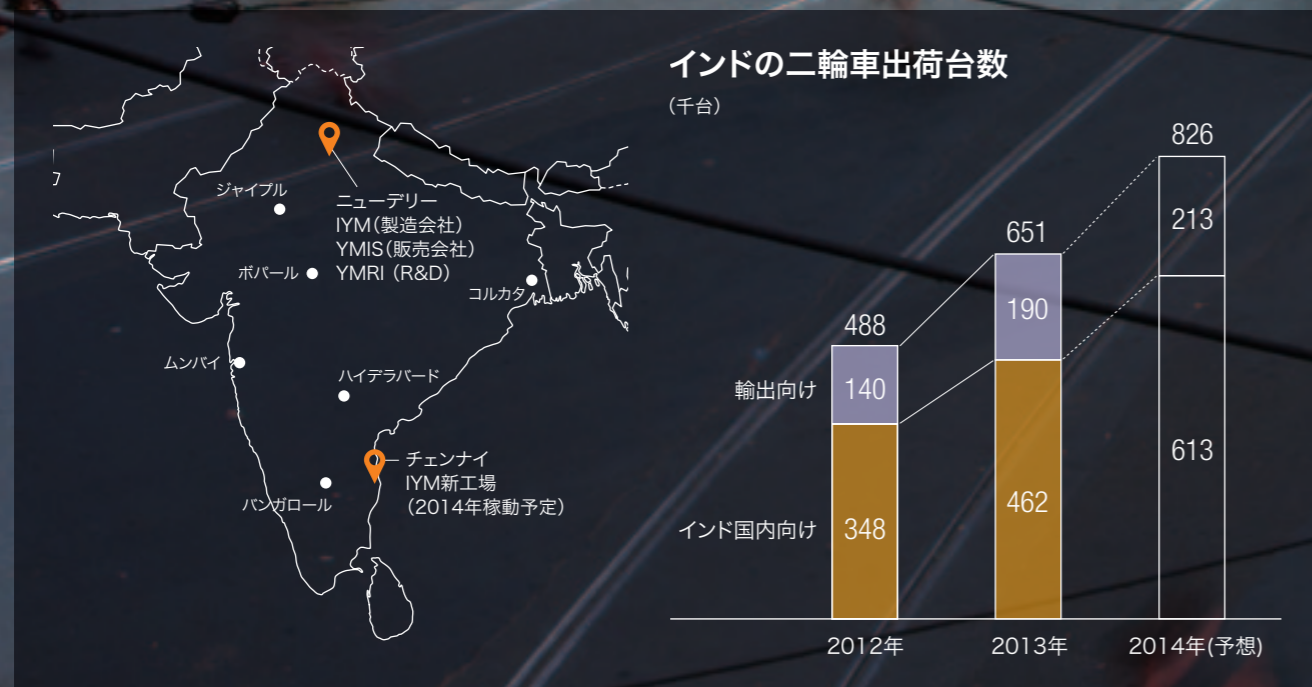 ジャイプル
ニューデリー
IYM(製造会社)
YMIS(販売会社)
YMRI (R&D)
ボパール
コルカタ
ムンバイ
ハイデラバード
チェンナイ
IYM新工場
(2014年稼動予定)
バンガロール
インドの二輪車出荷台数
(千台)
826
213
651
190
488
輸出向け
140
613
462
インド国内向け
348
2012年
2013年
2014年(予想)